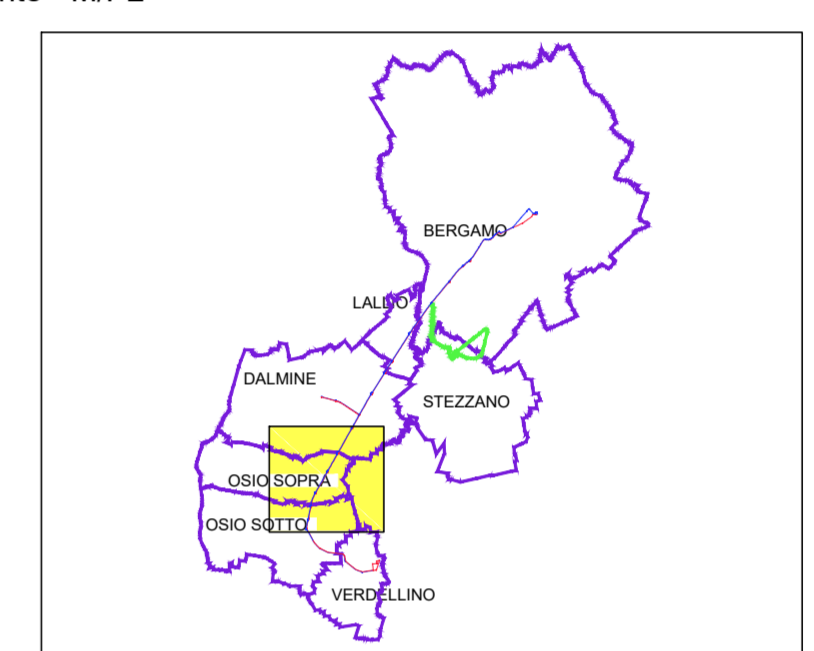 BERGAMO
LALLIO
DALMINE
STEZZANO
OSIO SOPRA
OSIO SOTTO
VERDELLINO